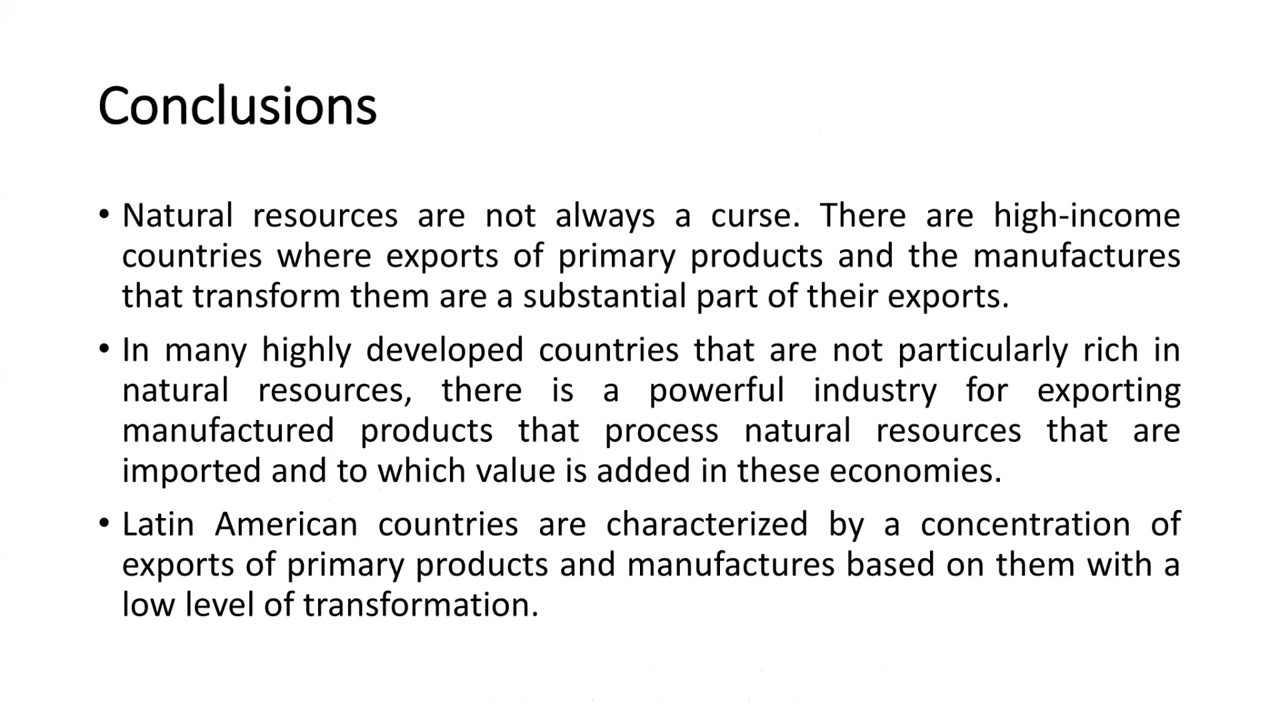 Conclusions
• Natural resources are not always a curse. There are high-income
countries where exports of primary products and the manufactures
that transform them are a substantial part of their exports.
• In many highly developed countries that are not particularly rich in
natural resources, there is a powerful industry for exporting
manufactured products that process natural resources that are
imported and to which value is added in these economies.
• Latin American countries are characterized by a concentration of
exports of primary products and manufactures based on them with a
low level of transformation.